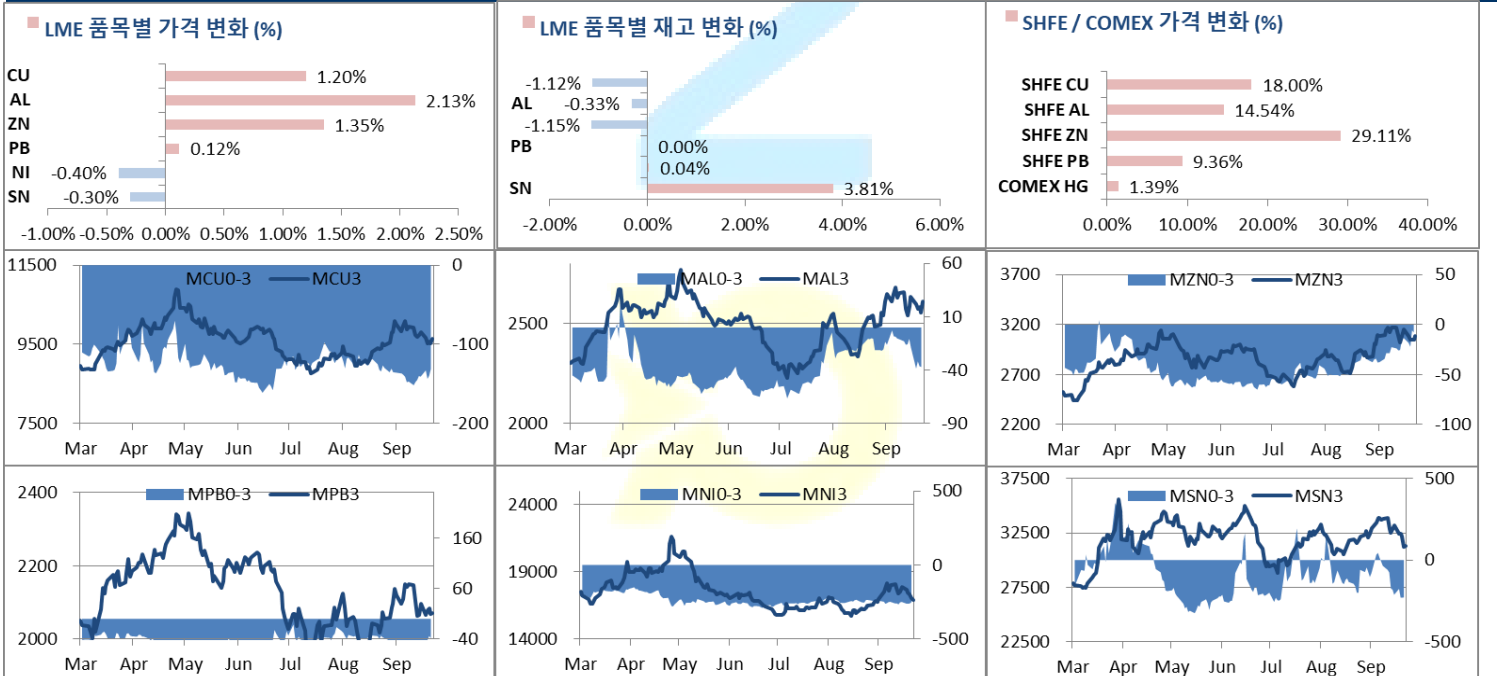 LME 품목별 가격 변화 (%)
CU
1.20%
AL
2.13%
ZN
1.35%
PB
0.12%
NI
-0.40%
SN
-0.30%
-1.00% -0.50% 0.00% 0.50% 1.00% 1.50% 2.00% 2.50%
LME 품목별 재고 변화 (%)
-1.12%
AL
-0.33%
-1.15%
PB
0.00%
0.04%
SN
3.81%
-2.00% 0.00% 2.00% 4.00% 6.00%
SHFE / COMEX 가격 변화 (%)
SHFE CU
18.00%
SHFE AL
14.54%
SHFE ZN
29.11%
SHFE PB
9.36%
COMEX HG
1.39%
0.00% 10.00% 20.00% 30.00% 40.00%
MCU0-3 MCU3
11500
9500
7500
0
-100
-200
Mar Apr May Jun Jul Aug Sep
MAL0-3 MAL3
2500
2000
60
10
-40
-90
Mar Apr May Jun Jul Aug Sep
MZN0-3 MZN3
3700
3200
2700
2200
50
0
-50
-100
Mar Apr May Jun Jul Aug Sep
MPB0-3 MPB3
2400
2200
2000
160
60
-40
Mar Apr May Jun Jul Aug Sep
MNI0-3 MNI3
24000
19000
14000
500
0
-500
Mar Apr May Jun Jul Aug Sep
MSN0-3 MSN3
37500
32500
27500
22500
500
0
-500
Mar Apr May Jun Jul Aug Sep